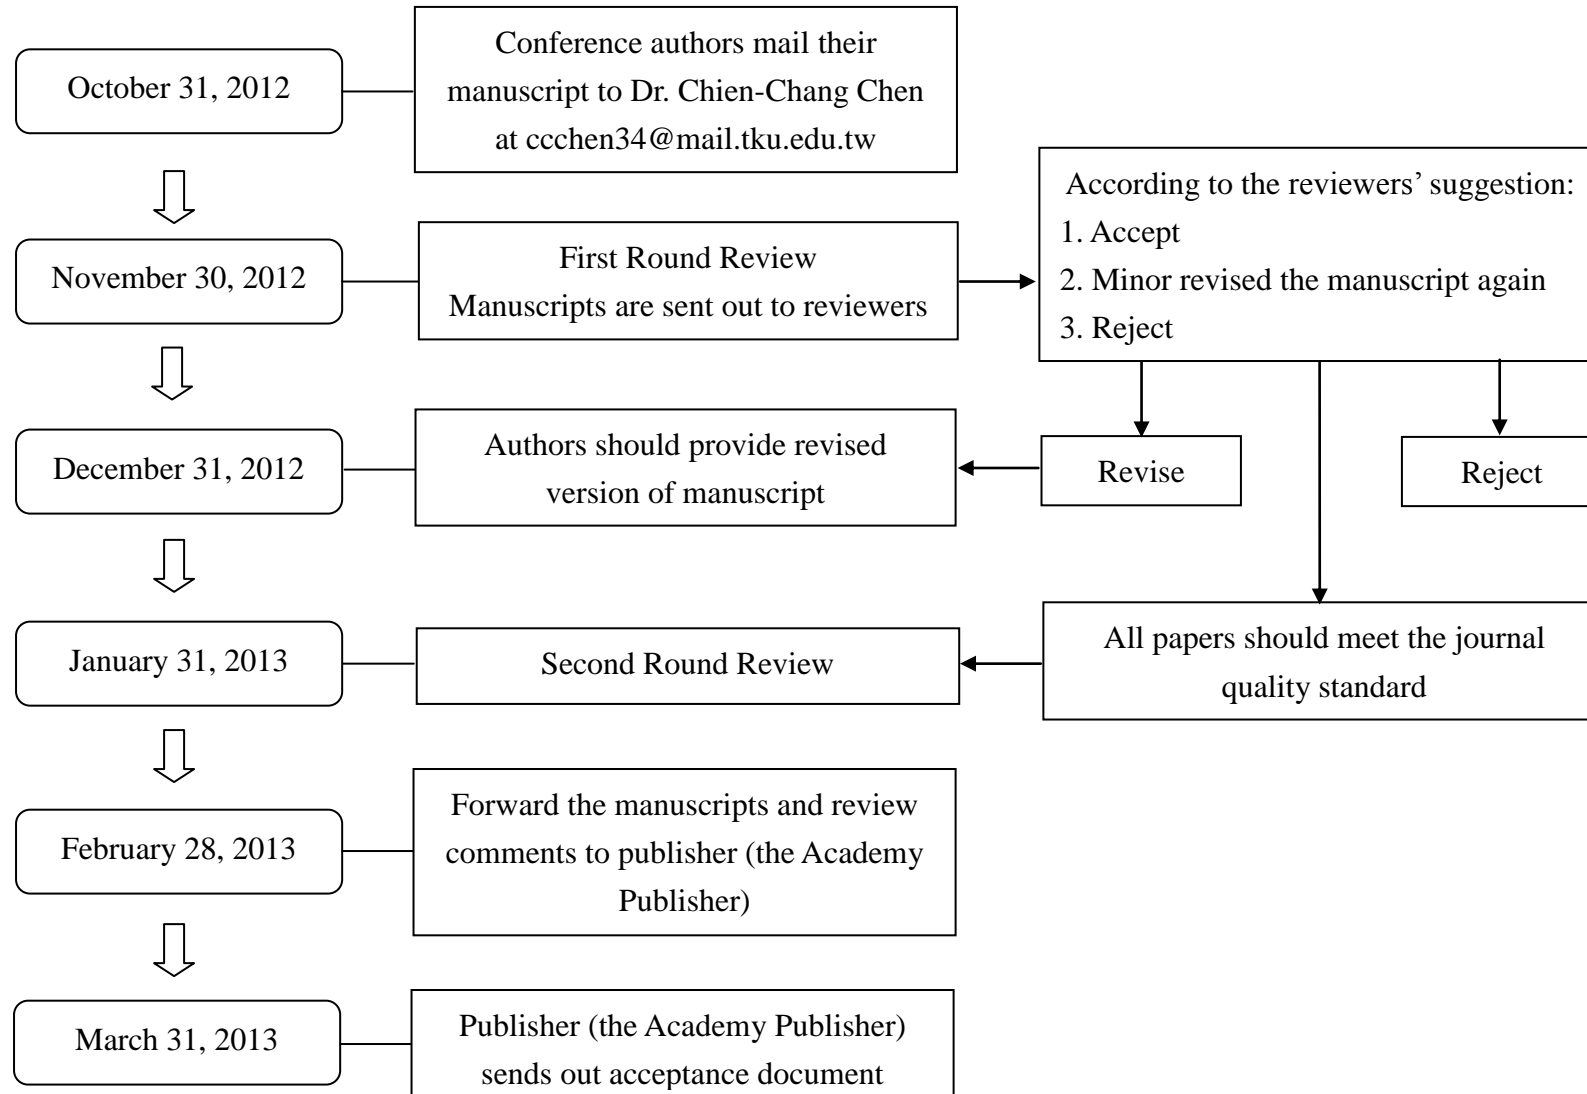 October 31, 2012
Conference authors mail their
manuscript to Dr. Chien-Chang Chen
at ccchen34@mail.tku.edu.tw
November 30, 2012
First Round Review
Manuscripts are sent out to reviewers
According to the reviewers’ suggestion:
1. Accept
2. Minor revised the manuscript again
3. Reject
December 31, 2012
Authors should provide revised
version of manuscript
Revise
Reject
January 31, 2013
Second Round Review
All papers should meet the journal
quality standard
February 28, 2013
Forward the manuscripts and review
comments to publisher (the Academy
Publisher)
March 31, 2013
Publisher (the Academy Publisher)
sends out acceptance document